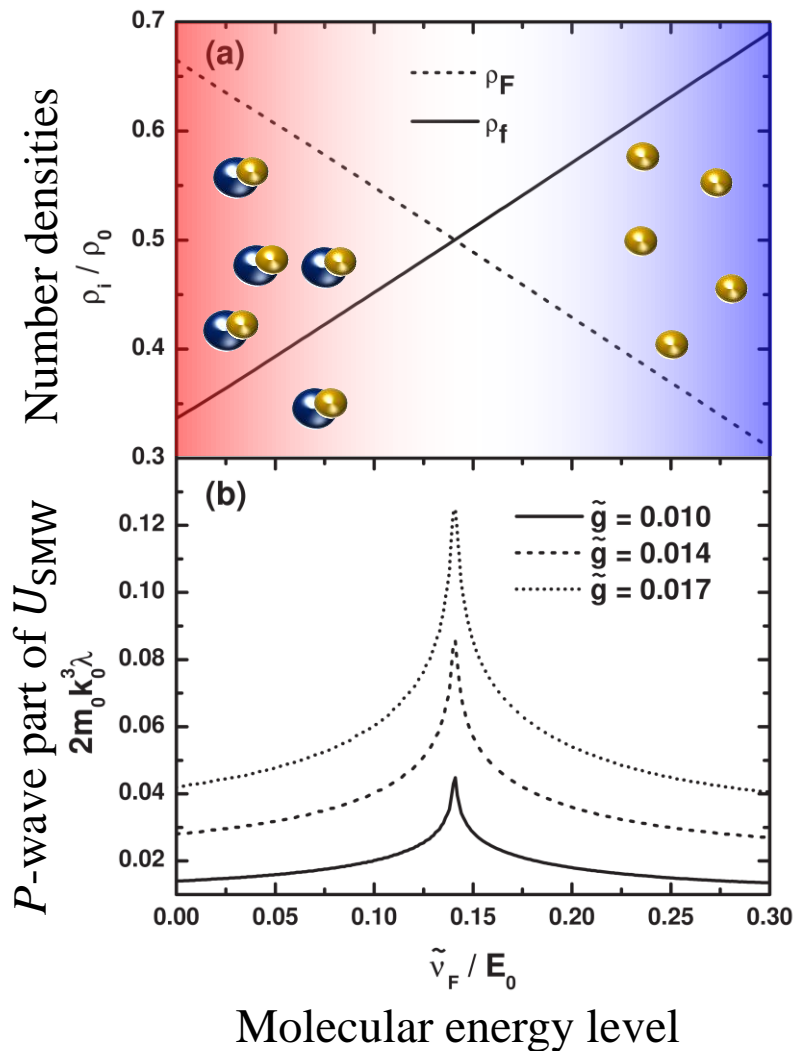 0.7
(a)
ρF
ρf
0.6
0.5
0.4
0.3
Number densities
ρi / ρ0
(b)
g̃ = 0.010
g̃ = 0.014
g̃ = 0.017
0.12
0.10
0.08
0.06
0.04
0.02
P-wave part of USMW
2m0k0³λ
0.00 0.05 0.10 0.15 0.20 0.25 0.30
ν̃F / E0
Molecular energy level